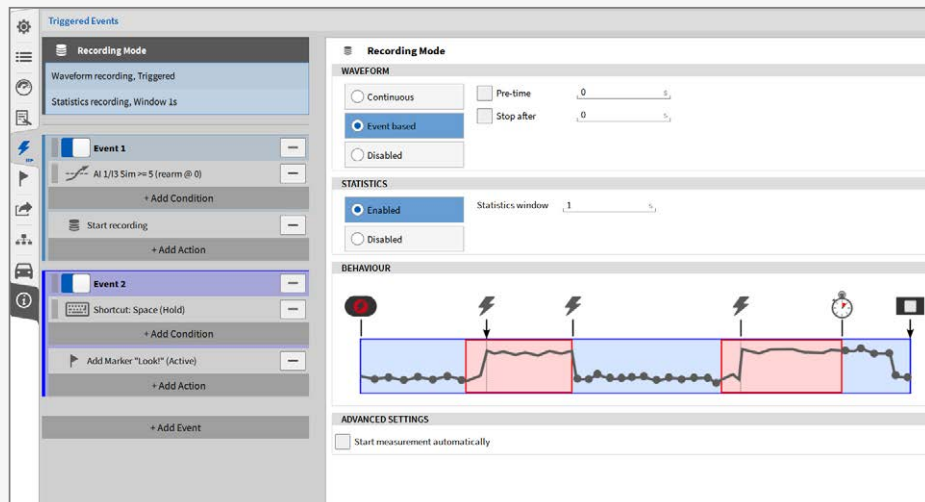 Triggered Events
Recording Mode
Waveform recording, Triggered
Statistics recording, Window 1s
Event 1
AI 1/I3 Sim >= 5 (rearm @ 0)
+ Add Condition
Start recording
+ Add Action
Event 2
Shortcut: Space (Hold)
+ Add Condition
Add Marker "Look!" (Active)
+ Add Action
+ Add Event
Recording Mode
WAVEFORM
Continuous
Pre-time 0 s
Event based
Stop after 0 s
Disabled
STATISTICS
Enabled
Statistics window 1 s
Disabled
BEHAVIOUR
ADVANCED SETTINGS
Start measurement automatically